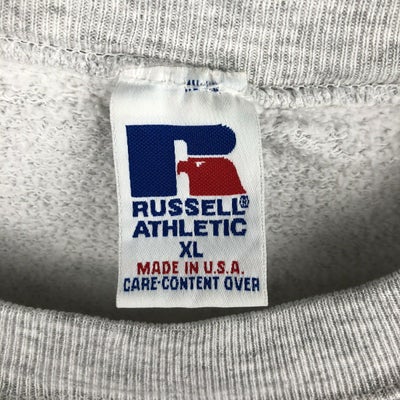 RUSSELL®
ATHLETIC
XL
MADE IN U.S.A.
CARE·CONTENT OVER